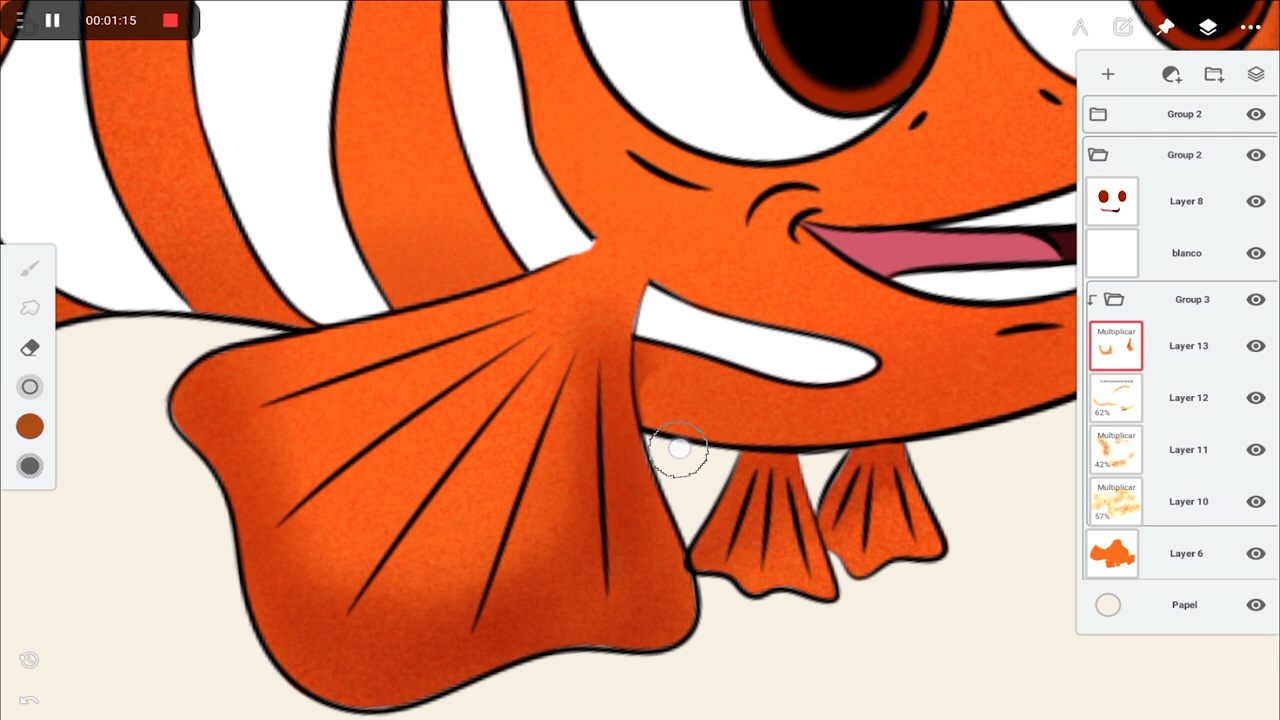 00:01:15
Group 2
Group 2
Layer 8
blanco
Group 3
Multiplicar
Layer 13
62%
Layer 12
Multiplicar
42%
Layer 11
Multiplicar
57%
Layer 10
Layer 6
Papel